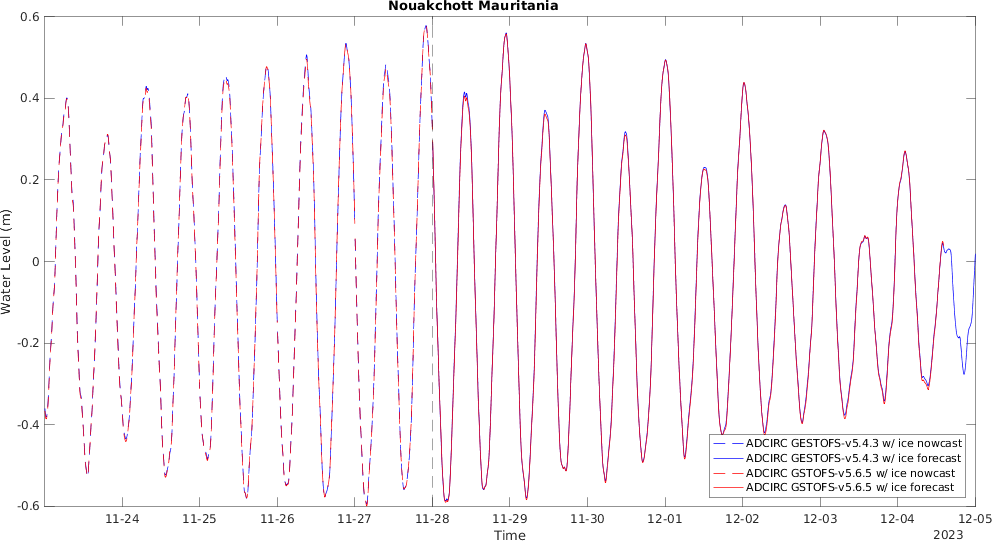 Nouakchott Mauritania
0.6
0.4
0.2
0
-0.2
-0.4
-0.6
Water Level (m)
ADCIRC GESTOFS-v5.4.3 w/ ice nowcast
ADCIRC GESTOFS-v5.4.3 w/ ice forecast
ADCIRC GSTOFS-v5.6.5 w/ ice nowcast
ADCIRC GSTOFS-v5.6.5 w/ ice forecast
11-24 11-25 11-26 11-27 11-28 11-29 11-30 12-01 12-02 12-03 12-04 12-05
Time
2023